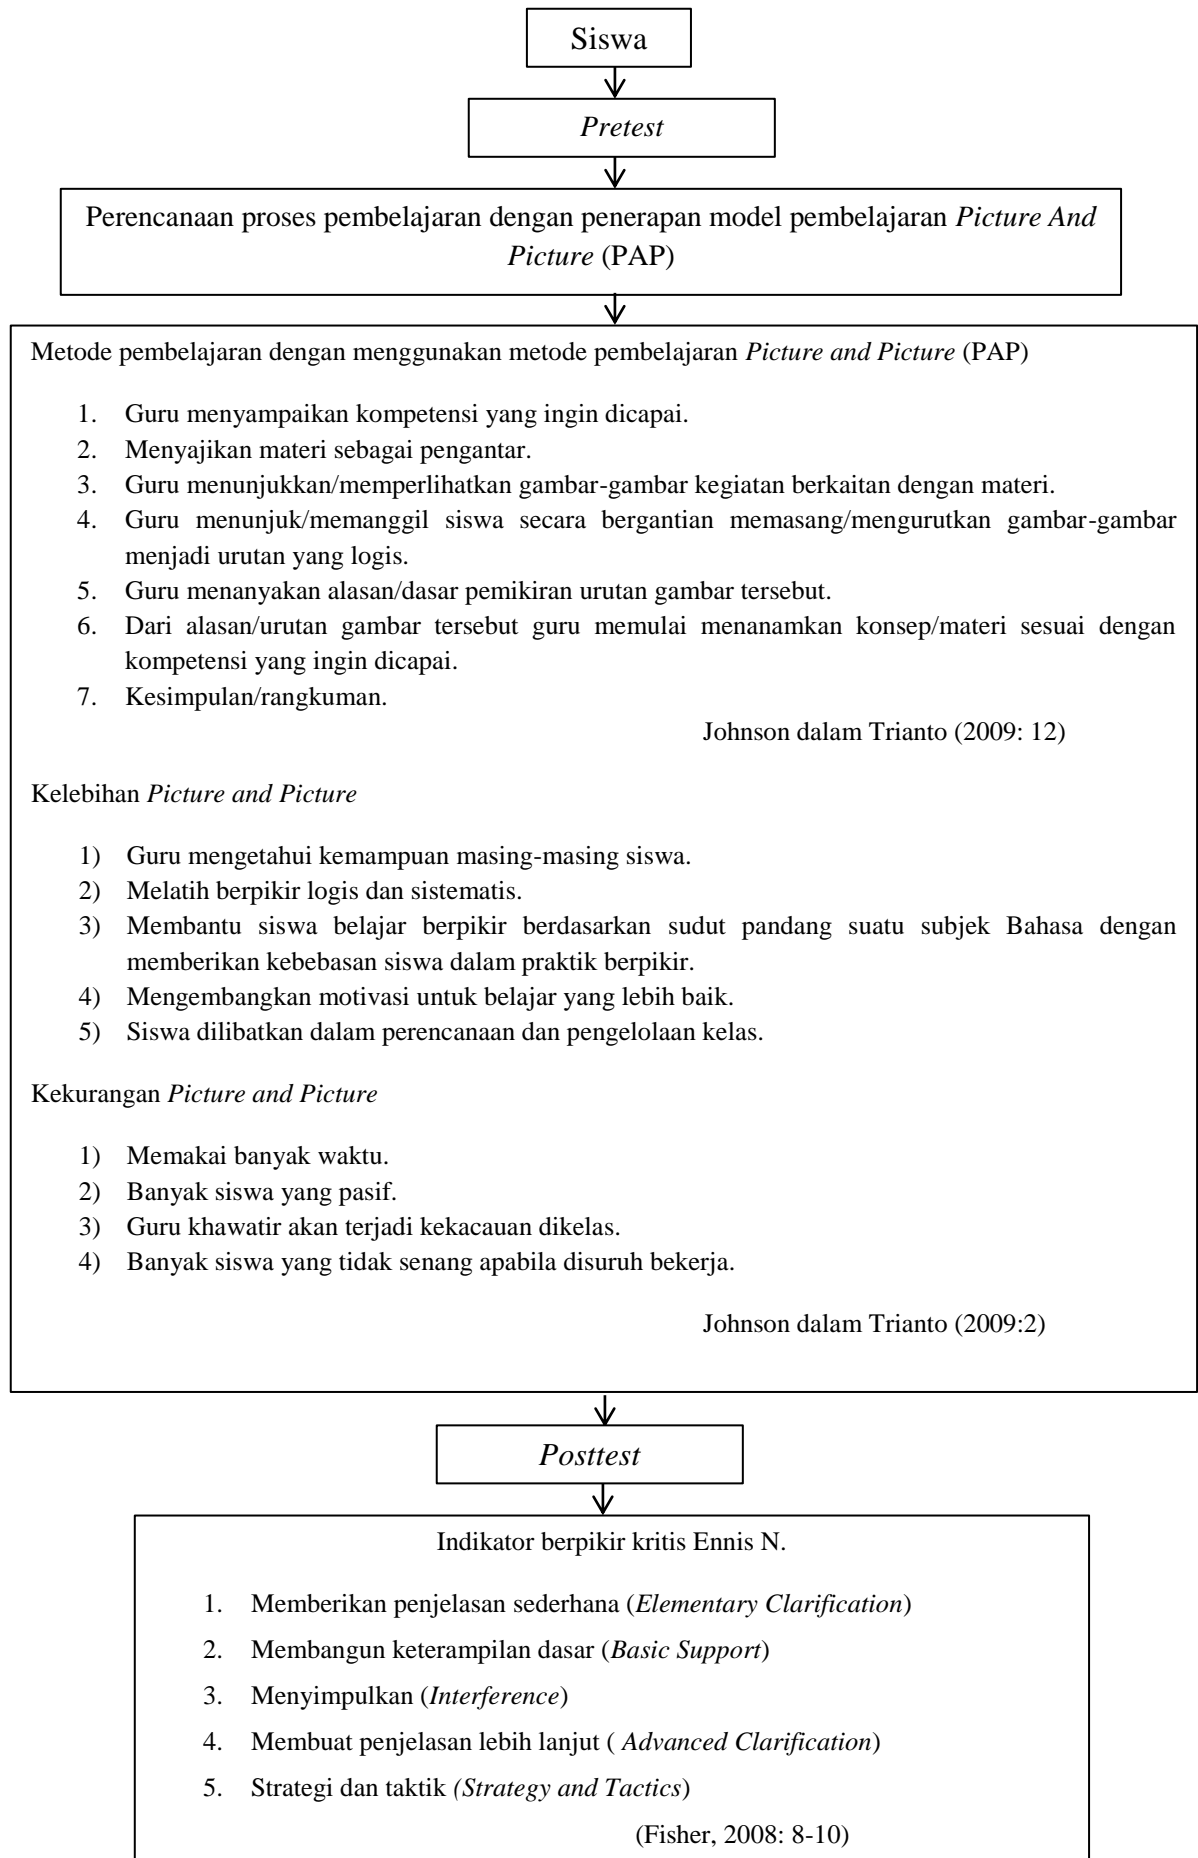 Siswa
Pretest
Perencanaan proses pembelajaran dengan penerapan model pembelajaran Picture And
Picture (PAP)
Metode pembelajaran dengan menggunakan metode pembelajaran Picture and Picture (PAP)
1. Guru menyampaikan kompetensi yang ingin dicapai.
2. Menyajikan materi sebagai pengantar.
3. Guru menunjukkan/memperlihatkan gambar-gambar kegiatan berkaitan dengan materi.
4. Guru menunjuk/memanggil siswa secara bergantian memasang/mengurutkan gambar-gambar
menjadi urutan yang logis.
5. Guru menanyakan alasan/dasar pemikiran urutan gambar tersebut.
6. Dari alasan/urutan gambar tersebut guru memulai menanamkan konsep/materi sesuai dengan
kompetensi yang ingin dicapai.
7. Kesimpulan/rangkuman.
Johnson dalam Trianto (2009: 12)
Kelebihan Picture and Picture
1) Guru mengetahui kemampuan masing-masing siswa.
2) Melatih berpikir logis dan sistematis.
3) Membantu siswa belajar berpikir berdasarkan sudut pandang suatu subjek Bahasa dengan
memberikan kebebasan siswa dalam praktik berpikir.
4) Mengembangkan motivasi untuk belajar yang lebih baik.
5) Siswa dilibatkan dalam perencanaan dan pengelolaan kelas.
Kekurangan Picture and Picture
1) Memakai banyak waktu.
2) Banyak siswa yang pasif.
3) Guru khawatir akan terjadi kekacauan dikelas.
4) Banyak siswa yang tidak senang apabila disuruh bekerja.
Johnson dalam Trianto (2009:2)
Posttest
Indikator berpikir kritis Ennis N.
1. Memberikan penjelasan sederhana (Elementary Clarification)
2. Membangun keterampilan dasar (Basic Support)
3. Menyimpulkan (Interference)
4. Membuat penjelasan lebih lanjut ( Advanced Clarification)
5. Strategi dan taktik (Strategy and Tactics)
(Fisher, 2008: 8-10)